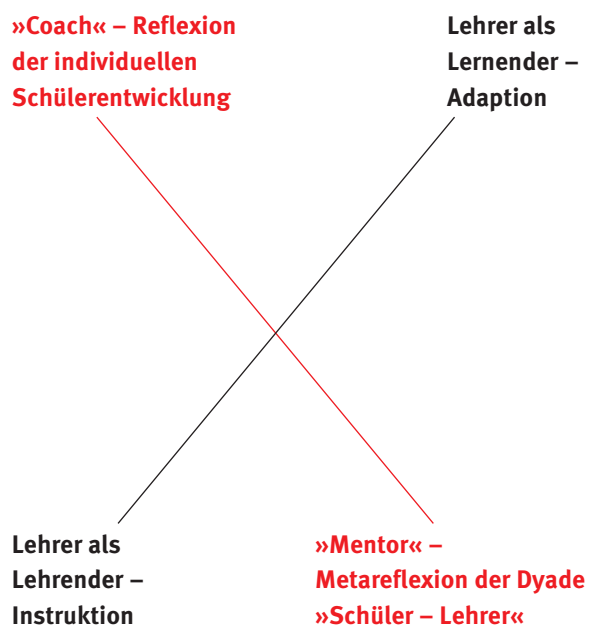 »Coach« – Reflexion
der individuellen
Schülerentwicklung
Lehrer als
Lernender –
Adaption
Lehrer als
Lehrender –
Instruktion
»Mentor« –
Metareflexion der Dyade
»Schüler – Lehrer«